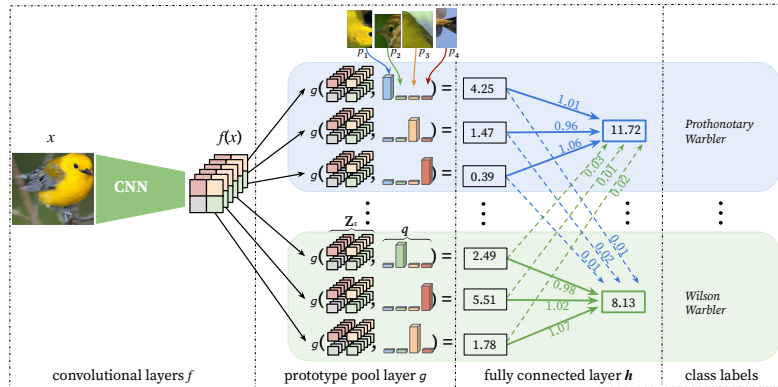 p₁ p₂ p₃ p₄
x
f(x)
CNN
g( , ) = 4.25
g( , ) = 1.47
g( , ) = 0.39
1.01
0.96
1.06
11.72
Prothonotary
Warbler
0.03
0.01
0.02
Zₓ q
g( , ) = 2.49
g( , ) = 5.51
g( , ) = 1.78
0.01
0.02
0.01
0.98
1.02
1.07
8.13
Wilson
Warbler
convolutional layers f
prototype pool layer g
fully connected layer h
class labels